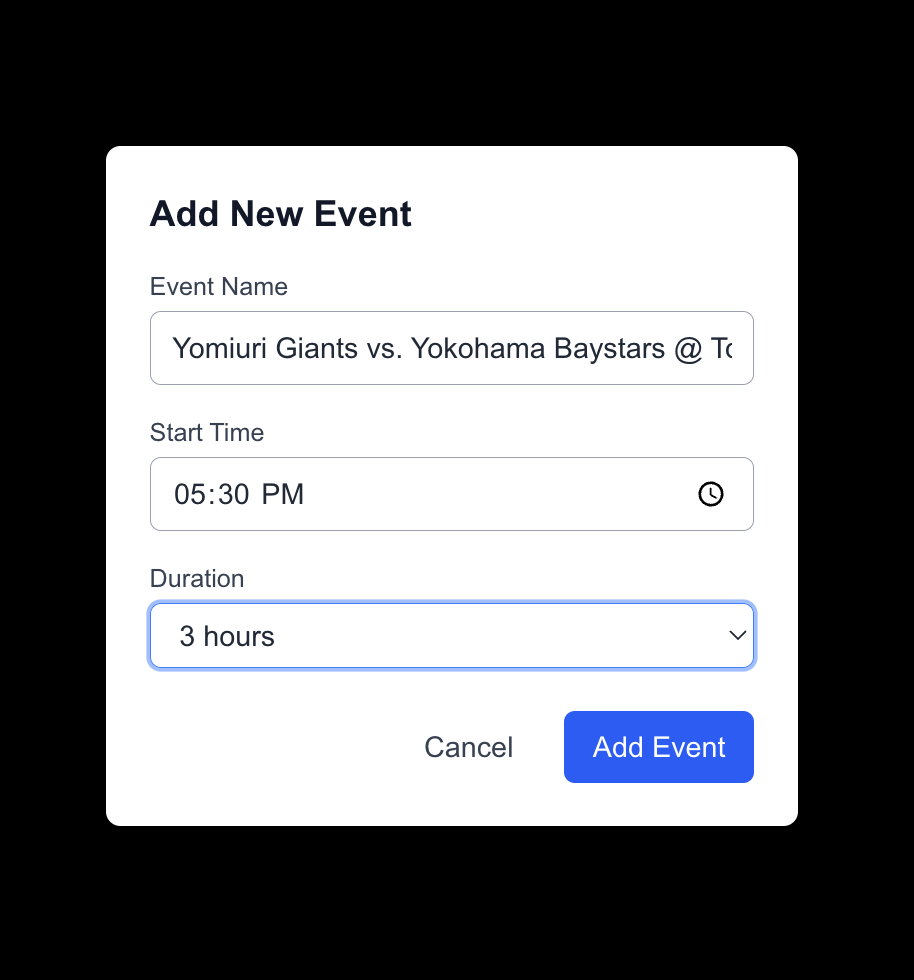 Add New Event
Event Name
Yomiuri Giants vs. Yokohama Baystars @
Start Time
05:30 PM
Duration
3 hours
Cancel
Add Event